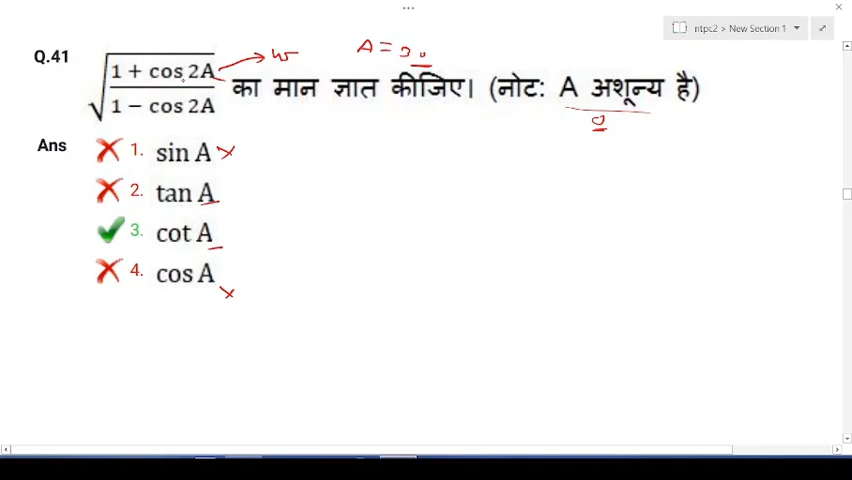 ntpc2 > New Section 1
Q.41
A = 30
√(1 + cos 2A / 1 − cos 2A) का मान ज्ञात कीजिए। (नोट: A अशून्य है)
0
Ans
1. sin A
2. tan A
3. cot A
4. cos A